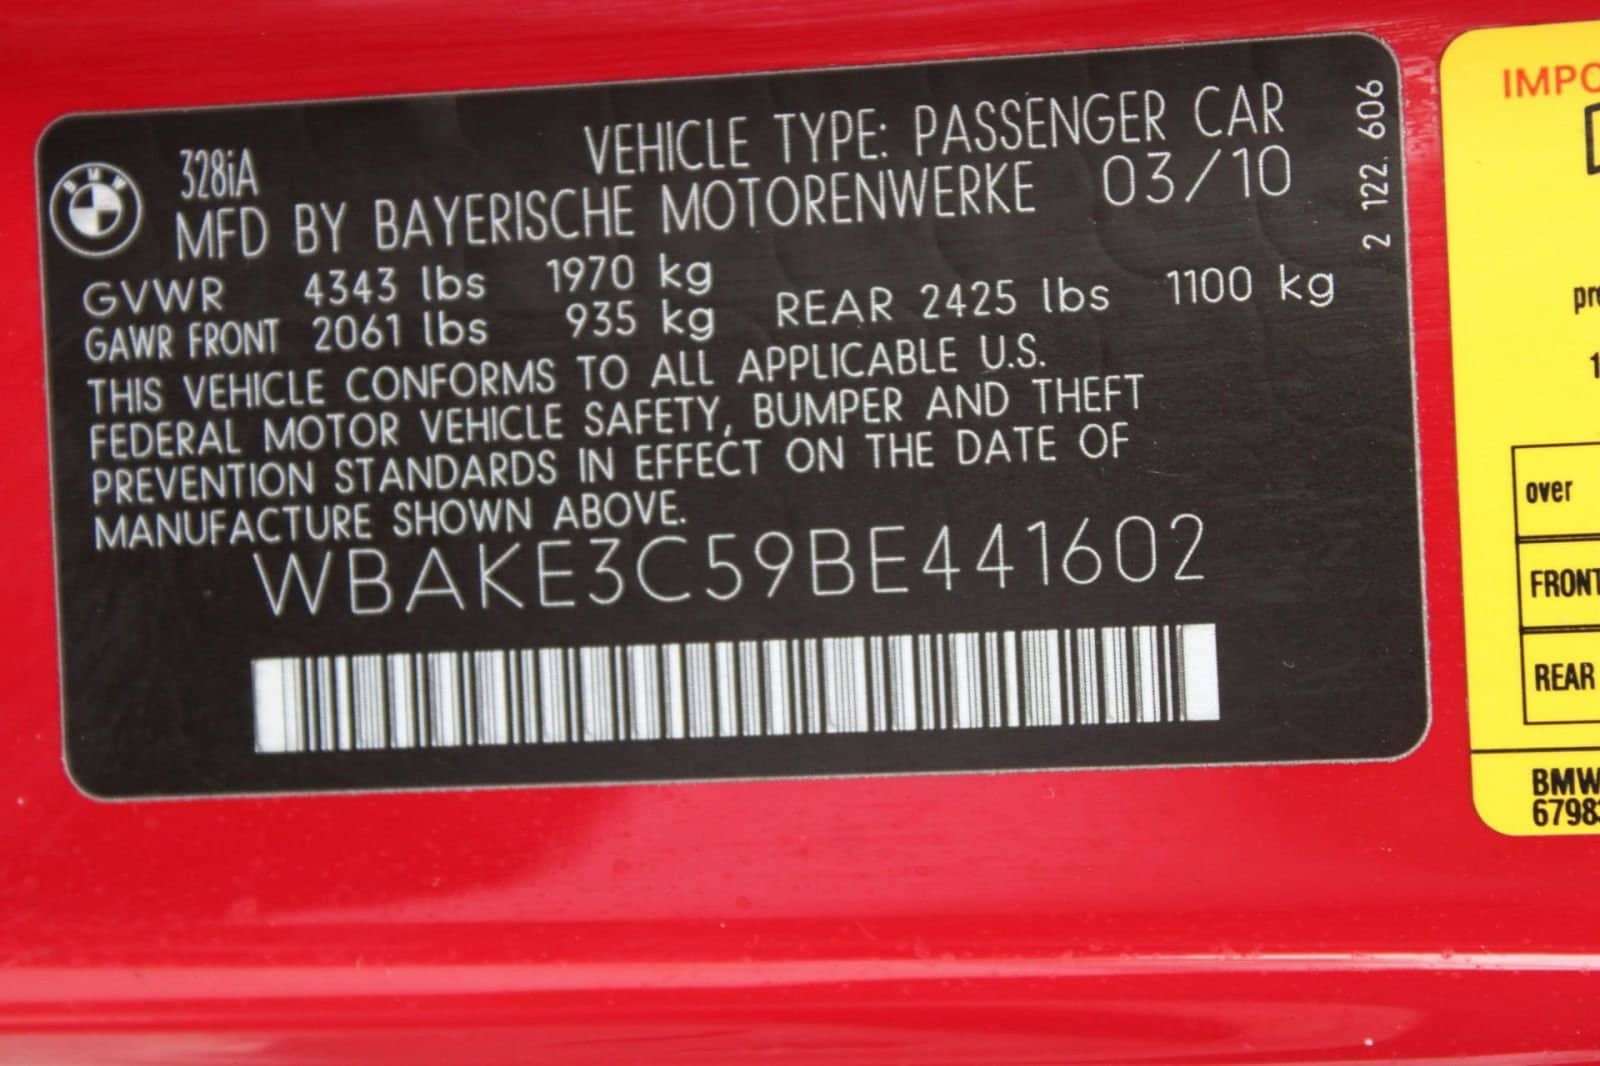 328iA
VEHICLE TYPE: PASSENGER CAR
MFD BY BAYERISCHE MOTORENWERKE 03/10
GVWR 4343 lbs 1970 kg
GAWR FRONT 2061 lbs 935 kg REAR 2425 lbs 1100 kg
THIS VEHICLE CONFORMS TO ALL APPLICABLE U.S.
FEDERAL MOTOR VEHICLE SAFETY, BUMPER AND THEFT
PREVENTION STANDARDS IN EFFECT ON THE DATE OF
MANUFACTURE SHOWN ABOVE.
WBAKE3C59BE441602
2 122. 606
BMW
IMPO
pre
1
over
FRONT
REAR
BMW
6798